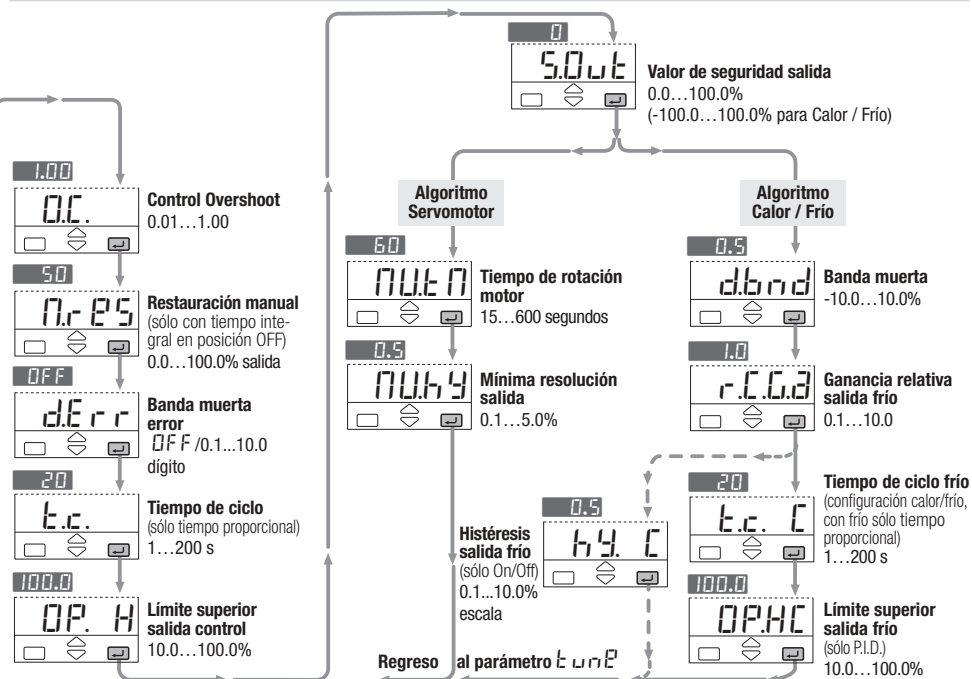 0
S.Out
Valor de seguridad salida
0.0…100.0%
(-100.0…100.0% para Calor / Frío)
1.00
O.C.
Control Overshoot
0.01…1.00
50
M.rES
Restauración manual
(sólo con tiempo inte-
gral en posición OFF)
0.0…100.0% salida
OFF
d.Err
Banda muerta
error
OFF/0.1...10.0
dígito
20
t.c.
Tiempo de ciclo
(sólo tiempo proporcional)
1…200 s
100.0
OP. H
Límite superior
salida control
10.0…100.0%
Algoritmo
Servomotor
60
MU.tM
Tiempo de rotación
motor
15…600 segundos
0.5
MU.hy
Mínima resolución
salida
0.1…5.0%
Algoritmo
Calor / Frío
0.5
d.bnd
Banda muerta
-10.0…10.0%
1.0
r.C.Ga
Ganancia relativa
salida frío
0.1…10.0
0.5
hy. C
Histéresis
salida frío
(sólo On/Off)
0.1...10.0%
escala
20
t.c. C
Tiempo de ciclo frío
(configuración calor/frío,
con frío sólo tiempo
proporcional)
1…200 s
100.0
OP.HC
Límite superior
salida frío
(sólo P.I.D.)
10.0…100.0%
Regreso al parámetro tunE